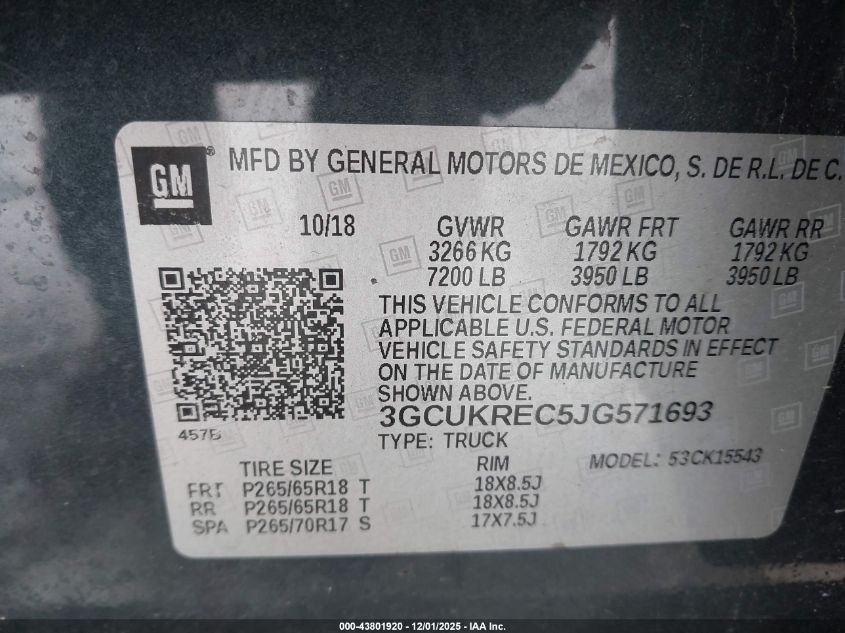 GM
MFD BY GENERAL MOTORS DE MEXICO, S. DE R.L. DE C.
10/18 GVWR GAWR FRT GAWR RR
3266 KG 1792 KG 1792 KG
7200 LB 3950 LB 3950 LB
THIS VEHICLE CONFORMS TO ALL
APPLICABLE U.S. FEDERAL MOTOR
VEHICLE SAFETY STANDARDS IN EFFECT
ON THE DATE OF MANUFACTURE
SHOWN ABOVE.
3GCUKREC5JG571693
457B
TYPE: TRUCK
MODEL: 53CK15543
TIRE SIZE RIM
FRT P265/65R18 T 18X8.5J
RR P265/65R18 T 18X8.5J
SPA P265/70R17 S 17X7.5J
000-43801920 - 12/01/2025 - IAA Inc.